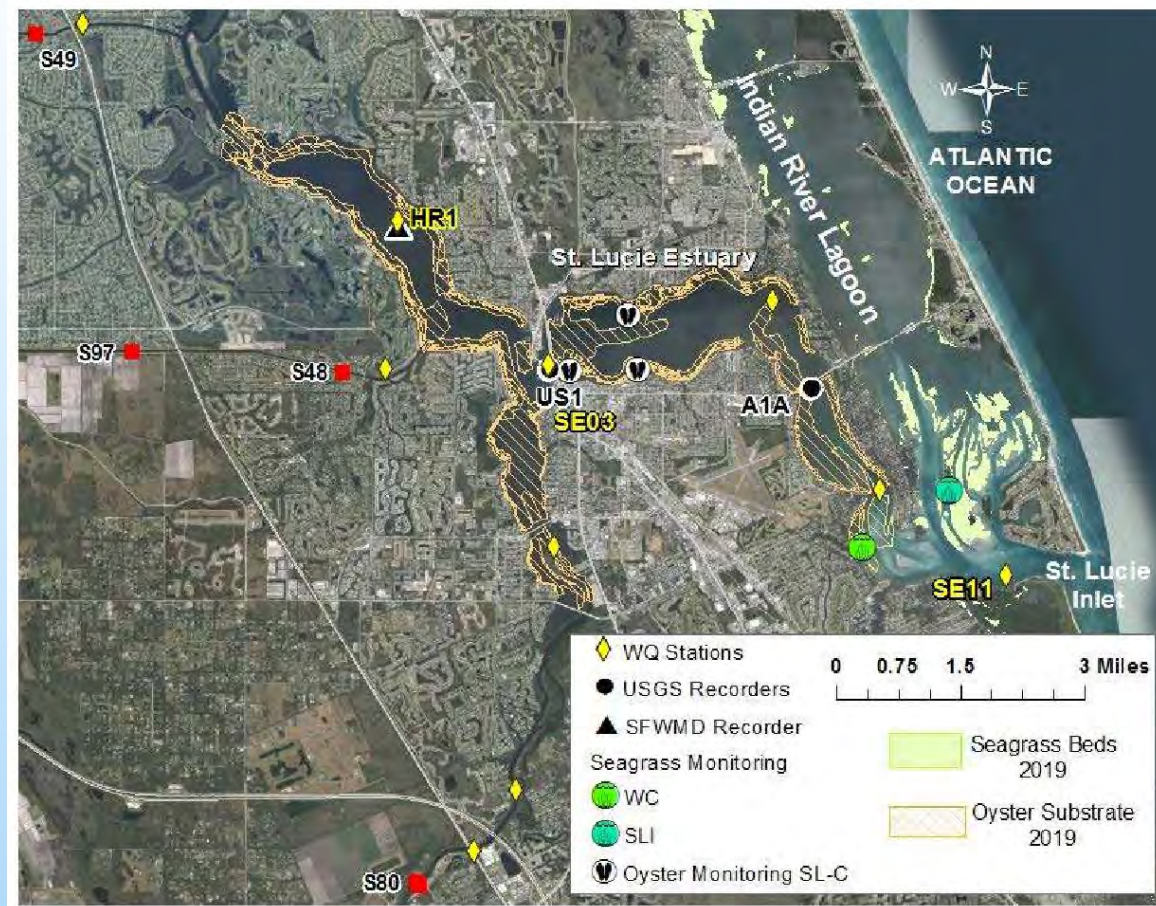 S49
N
W E
S
Indian River Lagoon
ATLANTIC
OCEAN
HR1
St. Lucie Estuary
S97
S48
US1
SE03
A1A
SE11
St. Lucie
Inlet
S80
WQ Stations
USGS Recorders
SFWMD Recorder
Seagrass Monitoring
WC
SLI
Oyster Monitoring SL-C
0 0.75 1.5 3 Miles
Seagrass Beds
2019
Oyster Substrate
2019